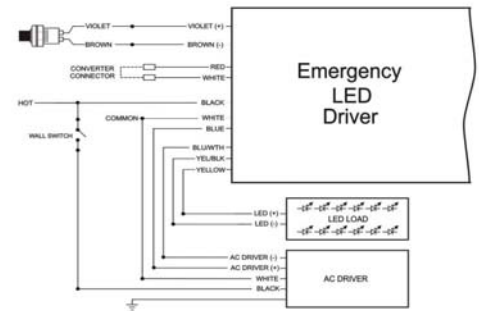 VIOLET
VIOLET (+)
BROWN
BROWN (-)
CONVERTER
CONNECTOR
RED
WHITE
Emergency
LED
Driver
HOT
BLACK
COMMON
WHITE
BLUE
WALL SWITCH
BLU/WTH
YEL/BLK
YELLOW
LED (+)
LED (-)
LED LOAD
AC DRIVER (-)
AC DRIVER (+)
WHITE
BLACK
AC DRIVER